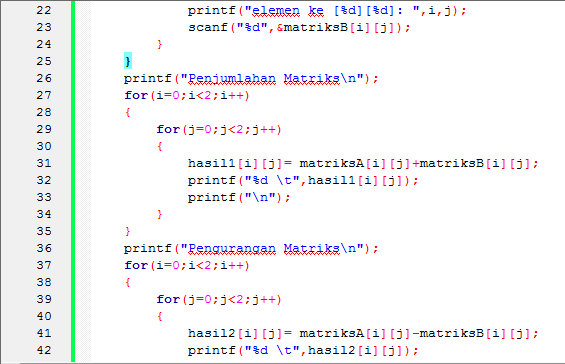 22 printf("elemen ke [%d][%d]: ",i,j);
23 scanf("%d",&matriksB[i][j]);
24 }
25 }
26 printf("Penjumlahan Matriks\n");
27 for(i=0;i<2;i++)
28 {
29 for(j=0;j<2;j++)
30 {
31 hasil1[i][j]= matriksA[i][j]+matriksB[i][j];
32 printf("%d \t",hasil1[i][j]);
33 printf("\n");
34 }
35 }
36 printf("Pengurangan Matriks\n");
37 for(i=0;i<2;i++)
38 {
39 for(j=0;j<2;j++)
40 {
41 hasil2[i][j]= matriksA[i][j]-matriksB[i][j];
42 printf("%d \t",hasil2[i][j]);